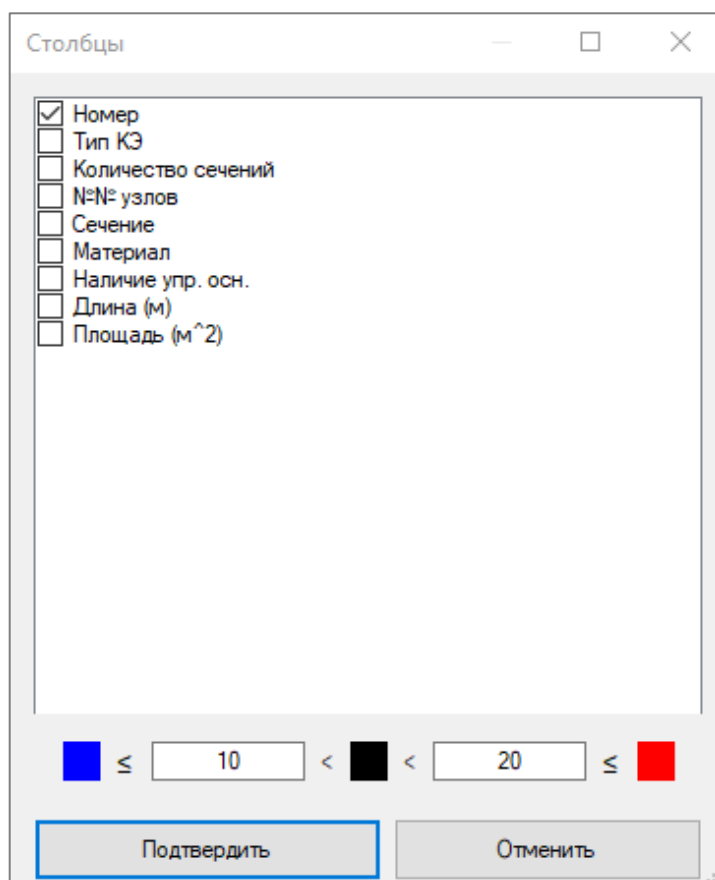 Столбцы
Номер
Тип КЭ
Количество сечений
№№ узлов
Сечение
Материал
Наличие упр. осн.
Длина (м)
Площадь (м^2)
≤ 10 < < 20 ≤
Подтвердить Отменить